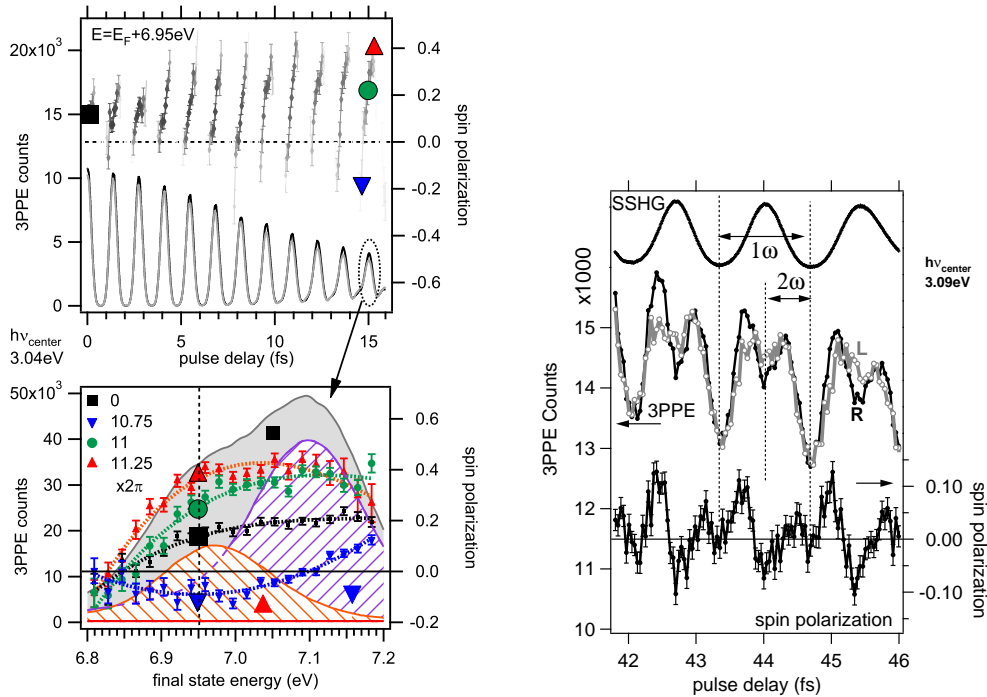 E=E_F+6.95eV
20x10³
15
10
5
0
3PPE counts
0.4
0.2
0.0
-0.2
-0.4
-0.6
spin polarization
0
5
10
15
pulse delay (fs)
hν_center
3.04eV
50x10³
40
30
20
10
0
3PPE counts
0
10.75
11
11.25
x2π
0.6
0.4
0.2
0.0
-0.2
spin polarization
6.8
6.9
7.0
7.1
7.2
final state energy (eV)
SSHG
1ω
2ω
hν_center
3.09eV
x1000
15
14
13
12
11
10
3PPE Counts
3PPE
L
R
0.10
0.00
-0.10
spin polarization
spin polarization
42
43
44
45
46
pulse delay (fs)